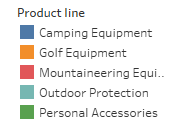 Product line
Camping Equipment
Golf Equipment
Mountaineering Equi..
Outdoor Protection
Personal Accessories